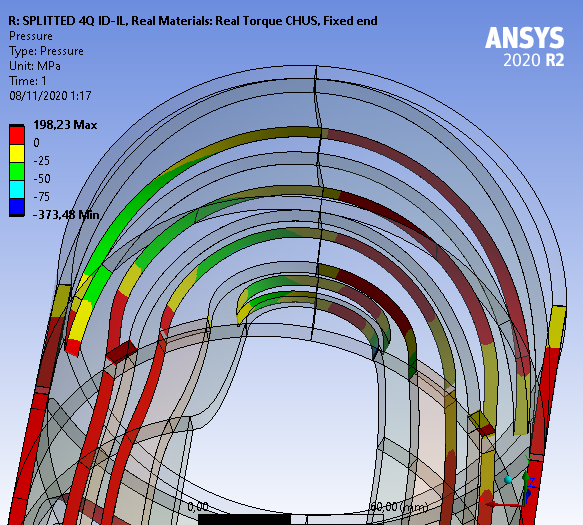 R: SPLITTED 4Q ID-IL, Real Materials: Real Torque CHUS, Fixed end
Pressure
Type: Pressure
Unit: MPa
Time: 1
08/11/2020 1:17
ANSYS
2020 R2
198,23 Max
0
-25
-50
-75
-373,48 Min
0,00
60,00 (mm)